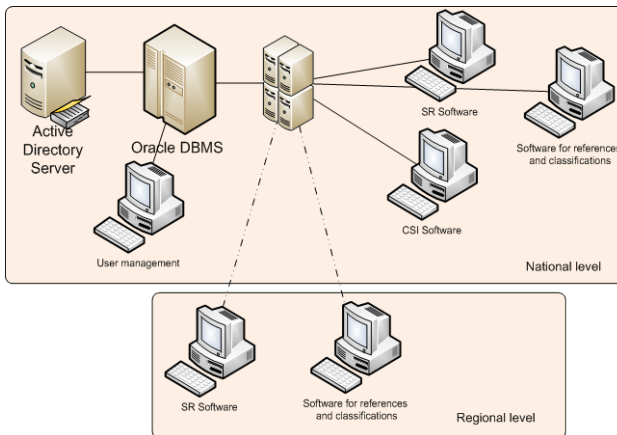 SR Software
Software for references
and classifications
Active
Directory
Server
Oracle DBMS
CSI Software
User management
National level
SR Software
Software for references
and classifications
Regional level